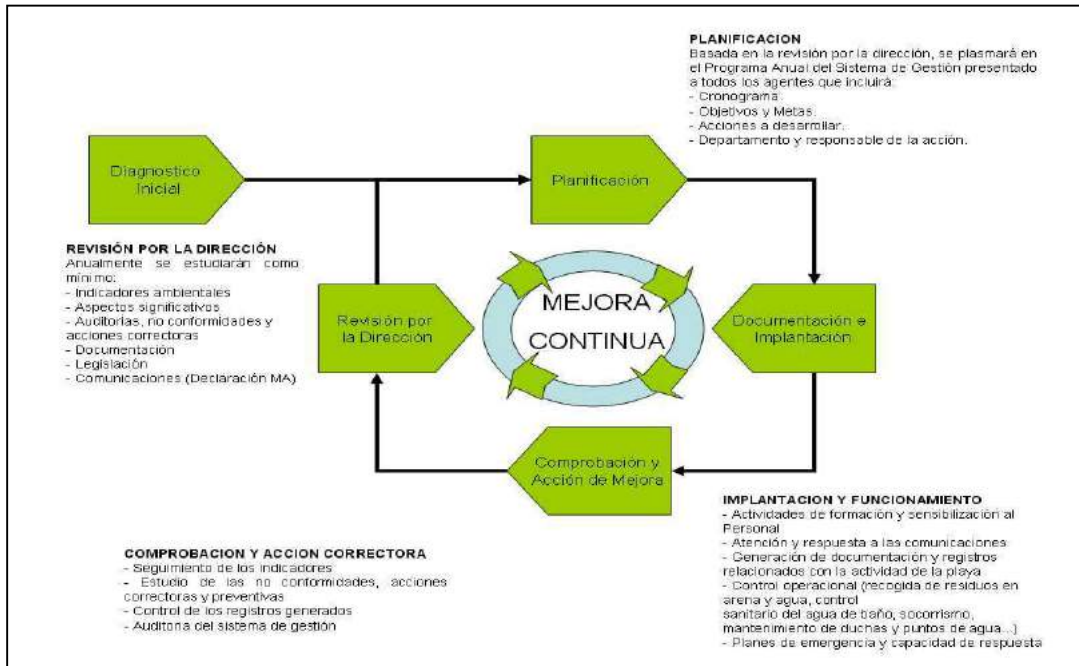 PLANIFICACION
Basada en la revisión por la dirección, se plasmará en
el Programa Anual del Sistema de Gestión presentado
a todos los agentes que incluirá:
- Cronograma.
- Objetivos y Metas.
- Acciones a desarrollar.
- Departamento y responsable de la acción.
Diagnostico
Inicial
Planificación
REVISIÓN POR LA DIRECCIÓN
Anualmente se estudiarán como
mínimo:
- Indicadores ambientales
- Aspectos significativos
- Auditorías, no conformidades y
acciones correctoras
- Documentación
- Legislación
- Comunicaciones (Declaración MA)
Revisión por
la Dirección
MEJORA
CONTINUA
Documentación e
Implantación
Comprobación y
Acción de Mejora
IMPLANTACION Y FUNCIONAMIENTO
- Actividades de formación y sensibilización al
Personal
- Atención y respuesta a las comunicaciones
- Generación de documentación y registros
relacionados con la actividad de la playa
- Control operacional (recogida de residuos en
arena y agua, control
sanitario del agua de baño, socorrismo,
mantenimiento de duchas y puntos de agua...)
- Planes de emergencia y capacidad de respuesta
COMPROBACION Y ACCION CORRECTORA
- Seguimiento de los indicadores
- Estudio de las no conformidades, acciones
correctoras y preventivas
- Control de los registros generados
- Auditoria del sistema de gestión